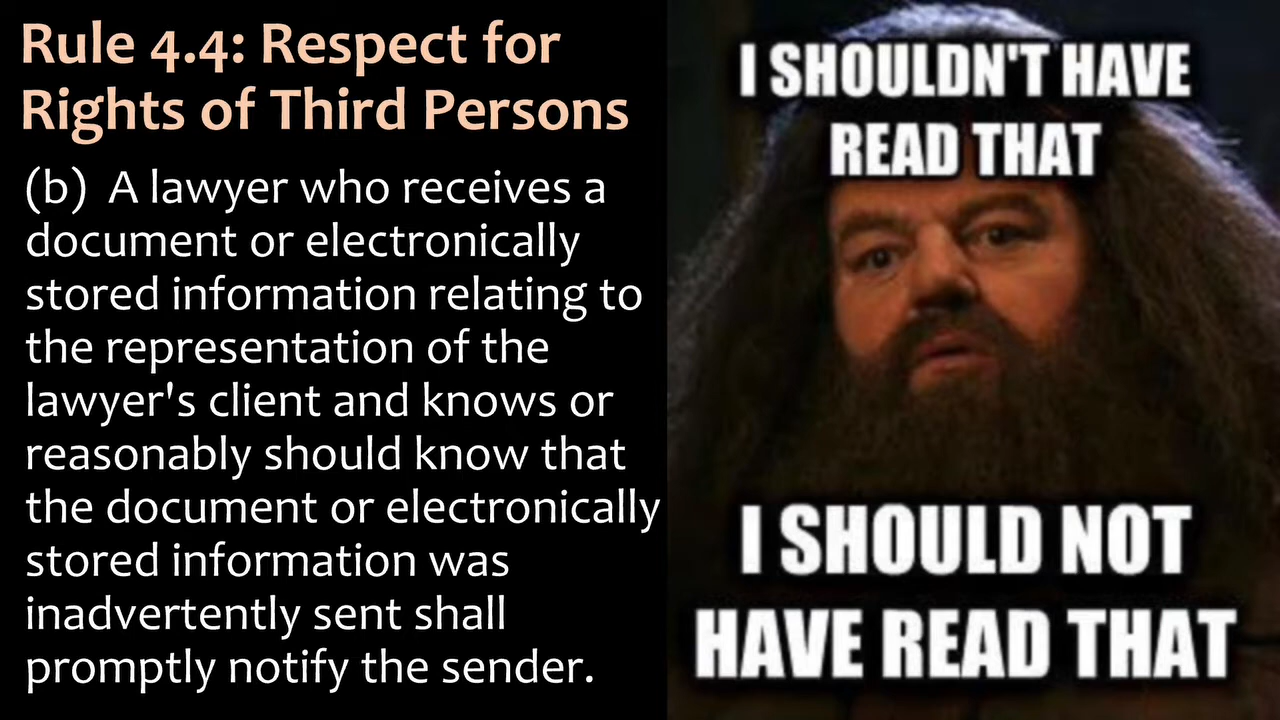 Rule 4.4: Respect for
Rights of Third Persons
(b) A lawyer who receives a
document or electronically
stored information relating to
the representation of the
lawyer's client and knows or
reasonably should know that
the document or electronically
stored information was
inadvertently sent shall
promptly notify the sender.
I SHOULDN'T HAVE
READ THAT
I SHOULD NOT
HAVE READ THAT